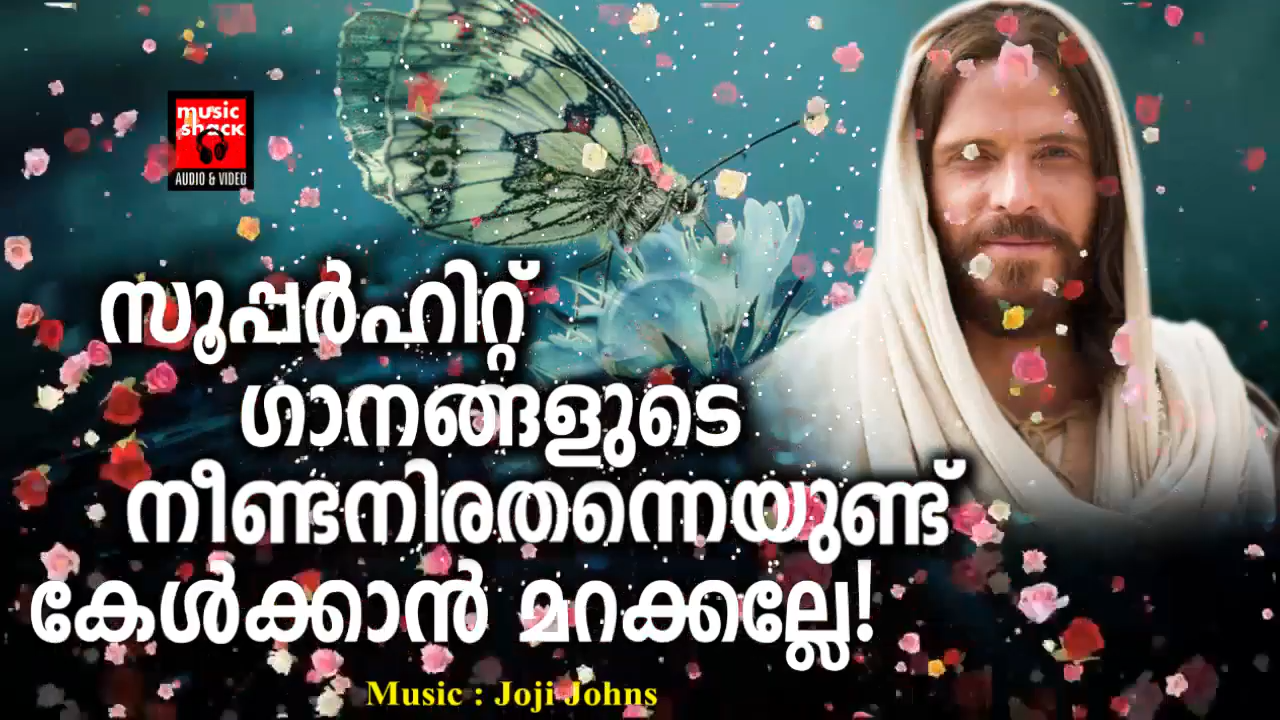 music
shack
AUDIO & VIDEO
സൂപ്പർഹിറ്റ്
ഗാനങ്ങളുടെ
നീണ്ടനിരതന്നെയുണ്ട്
കേൾക്കാൻ മറക്കല്ലേ!
Music : Joji Johns